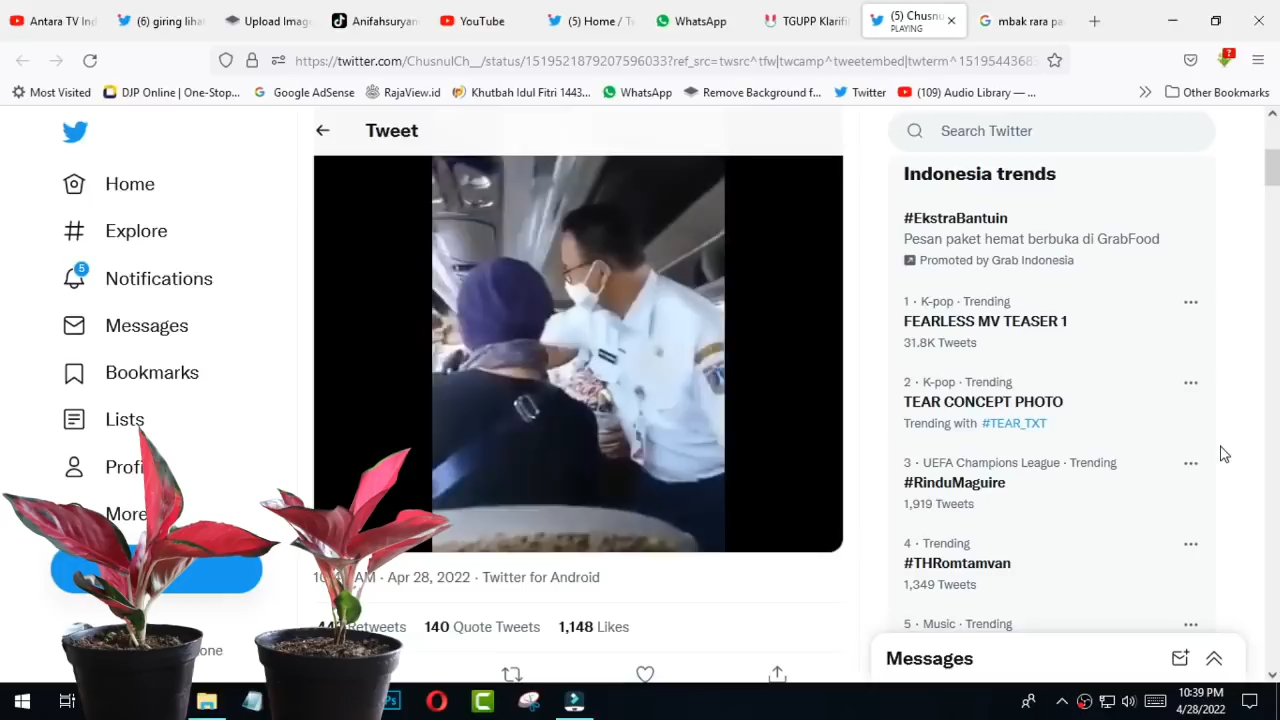 Antara TV Ind
(6) giring lihat
Upload Image
Anifahsuryan
YouTube
(5) Home / Tw
WhatsApp
TGUPP Klarifi
(5) Chusnu
PLAYING
mbak rara pa
https://twitter.com/ChusnulCh__/status/1519521879207596033?ref_src=twsrc^tfw|twcamp^tweetembed|twterm^151954436835
Most Visited
DJP Online | One-Stop...
Google AdSense
RajaView.id
Khutbah Idul Fitri 1443...
WhatsApp
Remove Background f...
Twitter
(109) Audio Library — ...
Other Bookmarks
Home
Explore
5
Notifications
Messages
Bookmarks
Lists
Profi
More
one
Tweet
AM · Apr 28, 2022 · Twitter for Android
Retweets 140 Quote Tweets 1,148 Likes
Search Twitter
Indonesia trends
#EkstraBantuin
Pesan paket hemat berbuka di GrabFood
Promoted by Grab Indonesia
1 · K-pop · Trending
FEARLESS MV TEASER 1
31.8K Tweets
2 · K-pop · Trending
TEAR CONCEPT PHOTO
Trending with #TEAR_TXT
3 · UEFA Champions League · Trending
#RinduMaguire
1,919 Tweets
4 · Trending
#THRomtamvan
1,349 Tweets
5 · Music · Trending
Messages
10:39 PM
4/28/2022